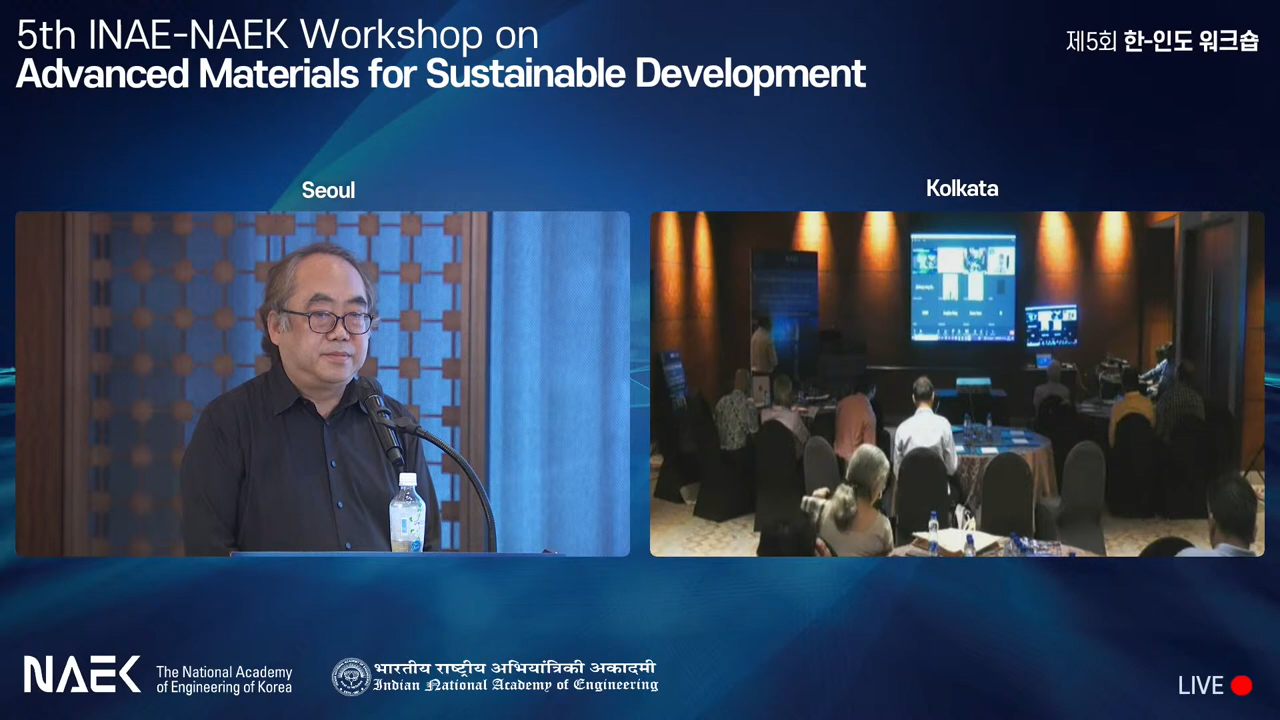 5th INAE-NAEK Workshop on
Advanced Materials for Sustainable Development
제5회 한-인도 워크숍
Seoul
Kolkata
NAEK
The National Academy
of Engineering of Korea
भारतीय राष्ट्रीय अभियांत्रिकी अकादमी
Indian National Academy of Engineering
LIVE